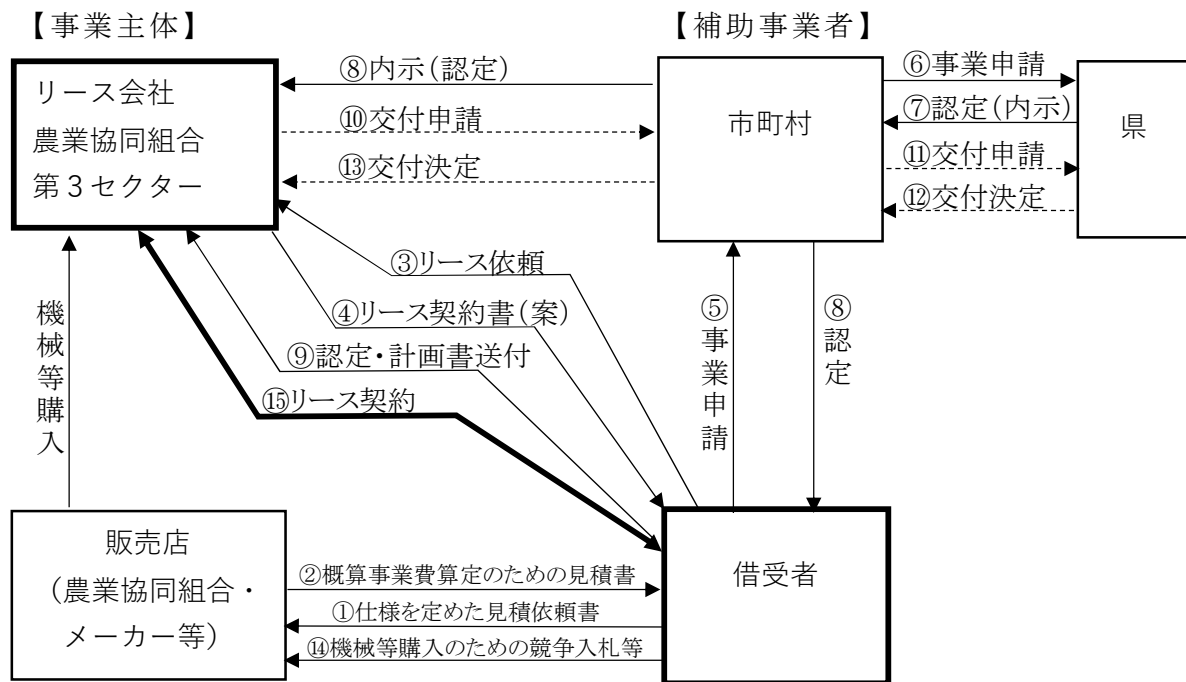 【事業主体】
【補助事業者】
リース会社
農業協同組合
第3セクター
⑧内示(認定)
⑩交付申請
⑬交付決定
市町村
⑥事業申請
⑦認定(内示)
⑪交付申請
⑫交付決定
県
③リース依頼
④リース契約書(案)
⑨認定・計画書送付
⑮リース契約
機械等購入
⑤事業申請
⑧認定
販売店
(農業協同組合・
メーカー等)
②概算事業費算定のための見積書
①仕様を定めた見積依頼書
⑭機械等購入のための競争入札等
借受者